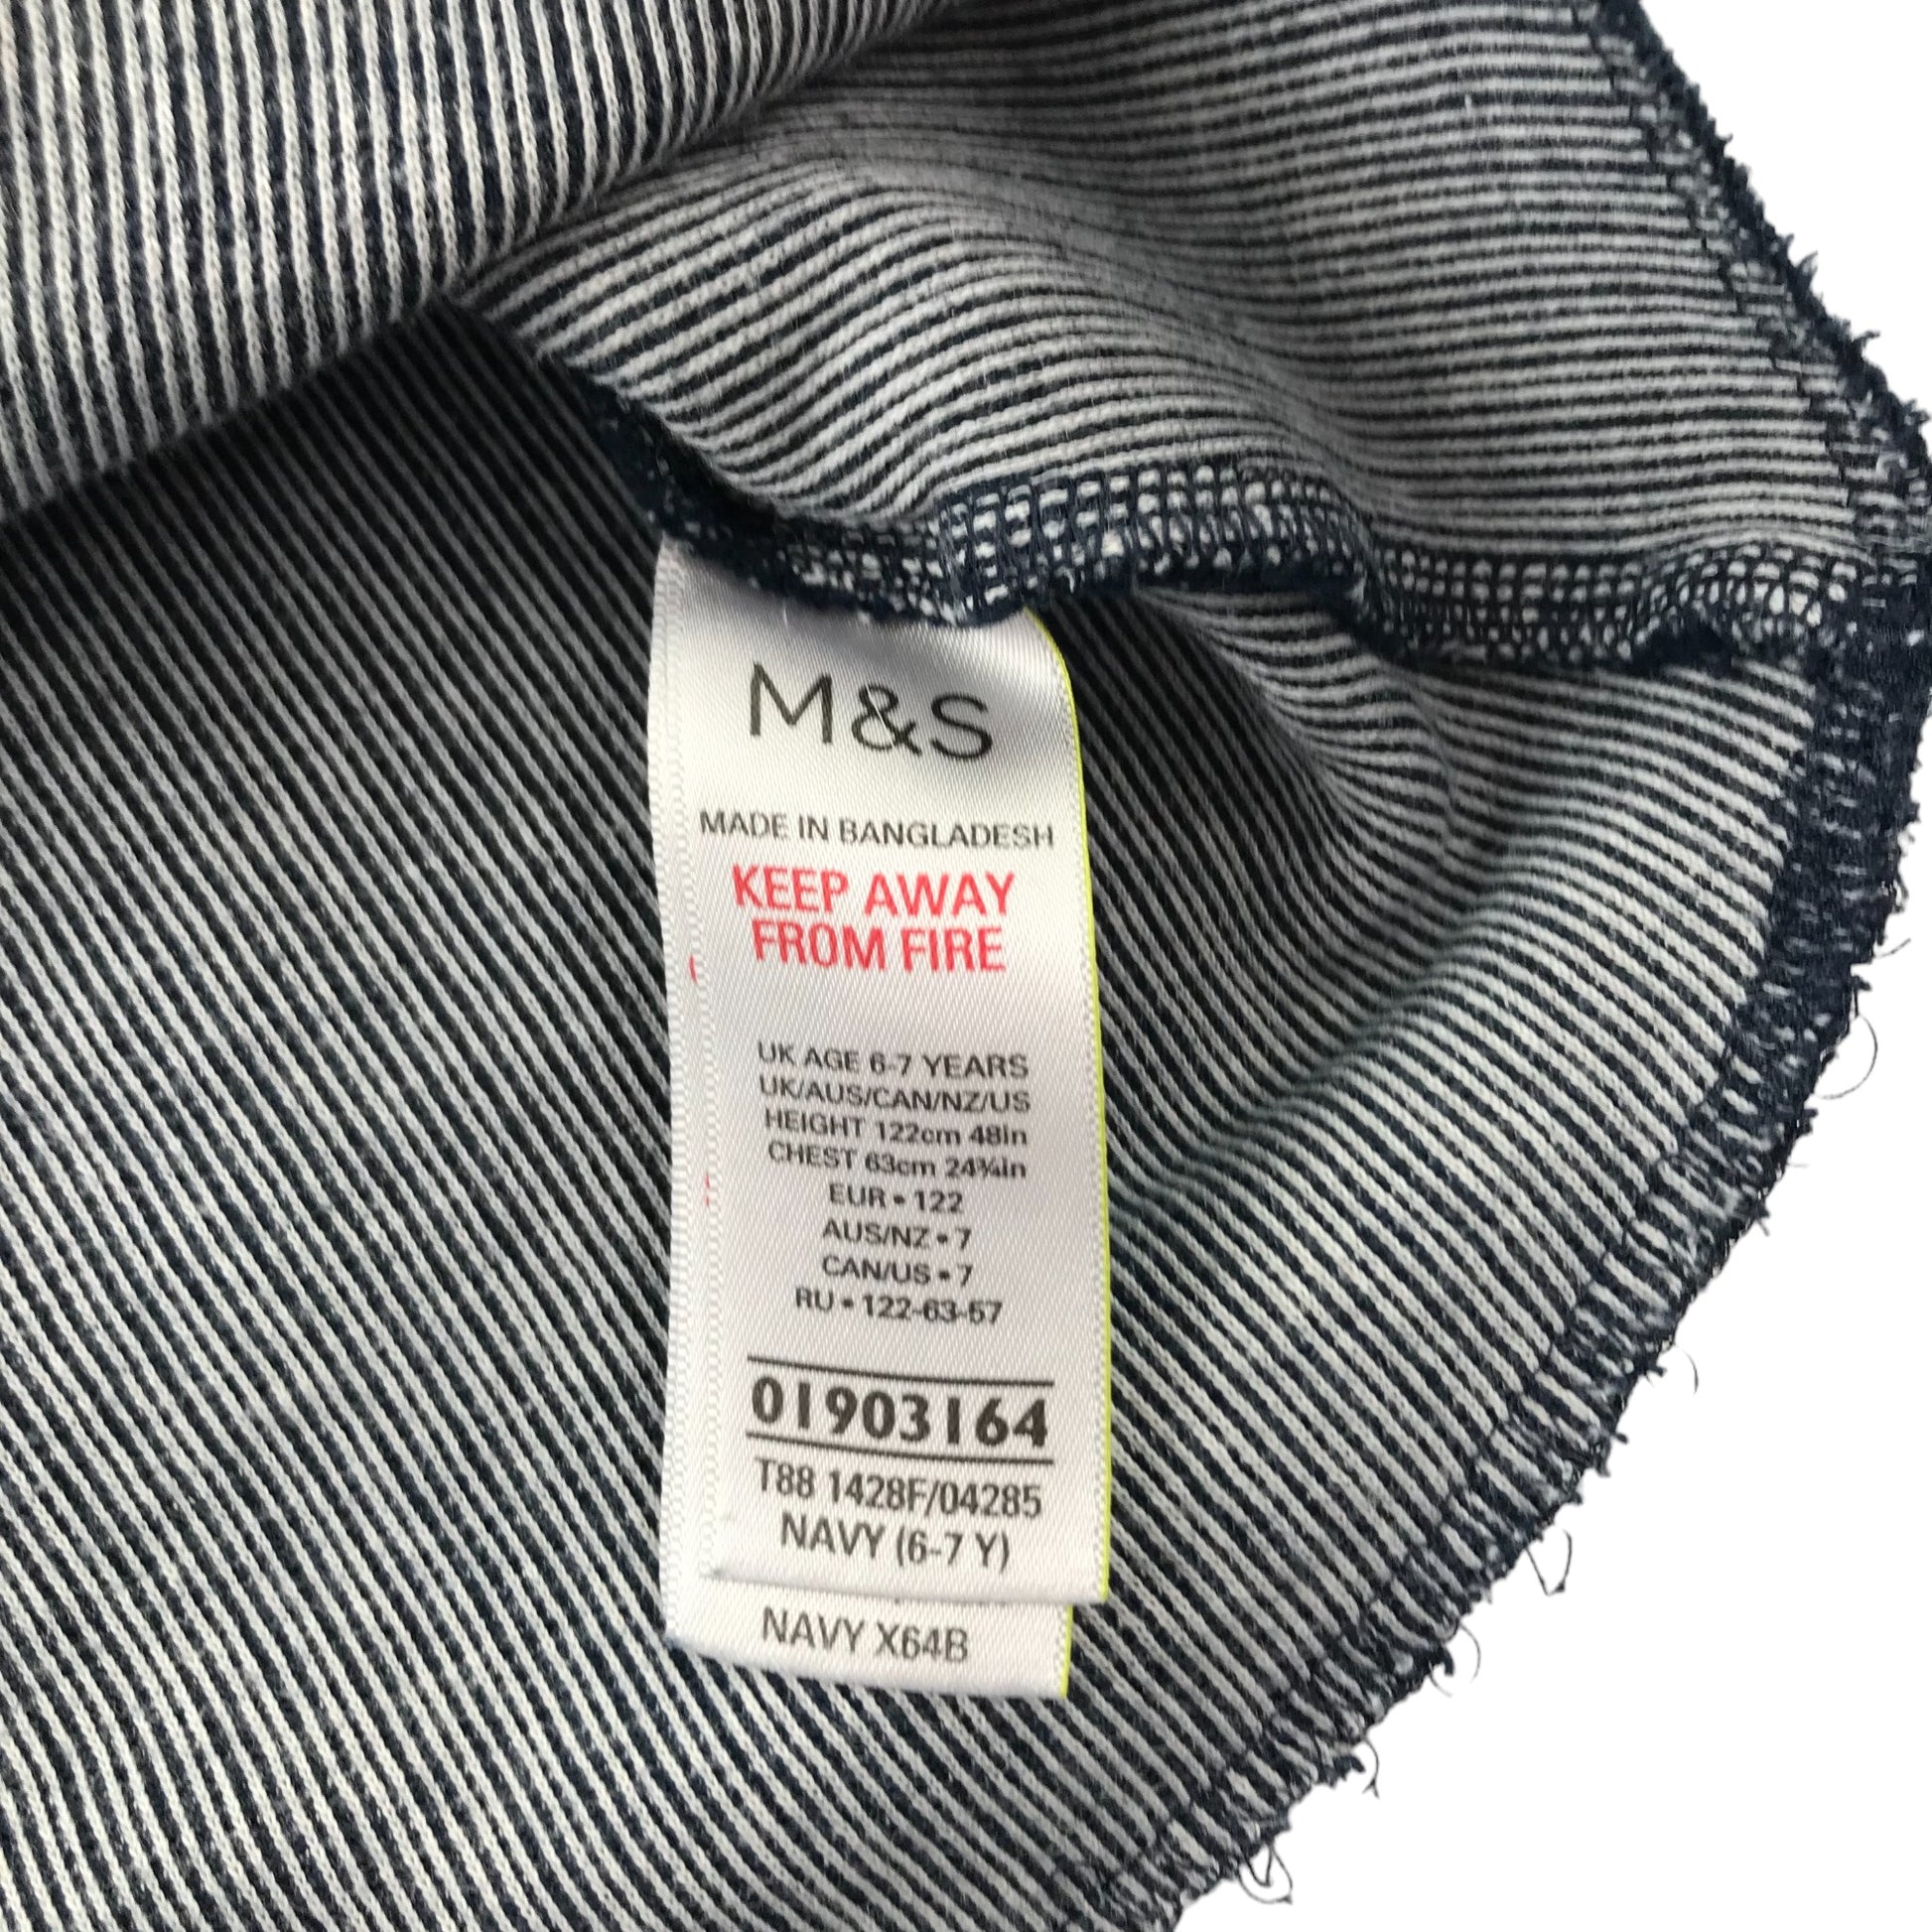 M&S
MADE IN BANGLADESH
KEEP AWAY
FROM FIRE
UK AGE 6-7 YEARS
UK/AUS/CAN/NZ/US
HEIGHT 122cm 48in
CHEST 63cm 24¾in
EUR • 122
AUS/NZ • 7
CAN/US • 7
RU • 122-63-57
01903164
T88 1428F/04285
NAVY (6-7 Y)
NAVY X64B